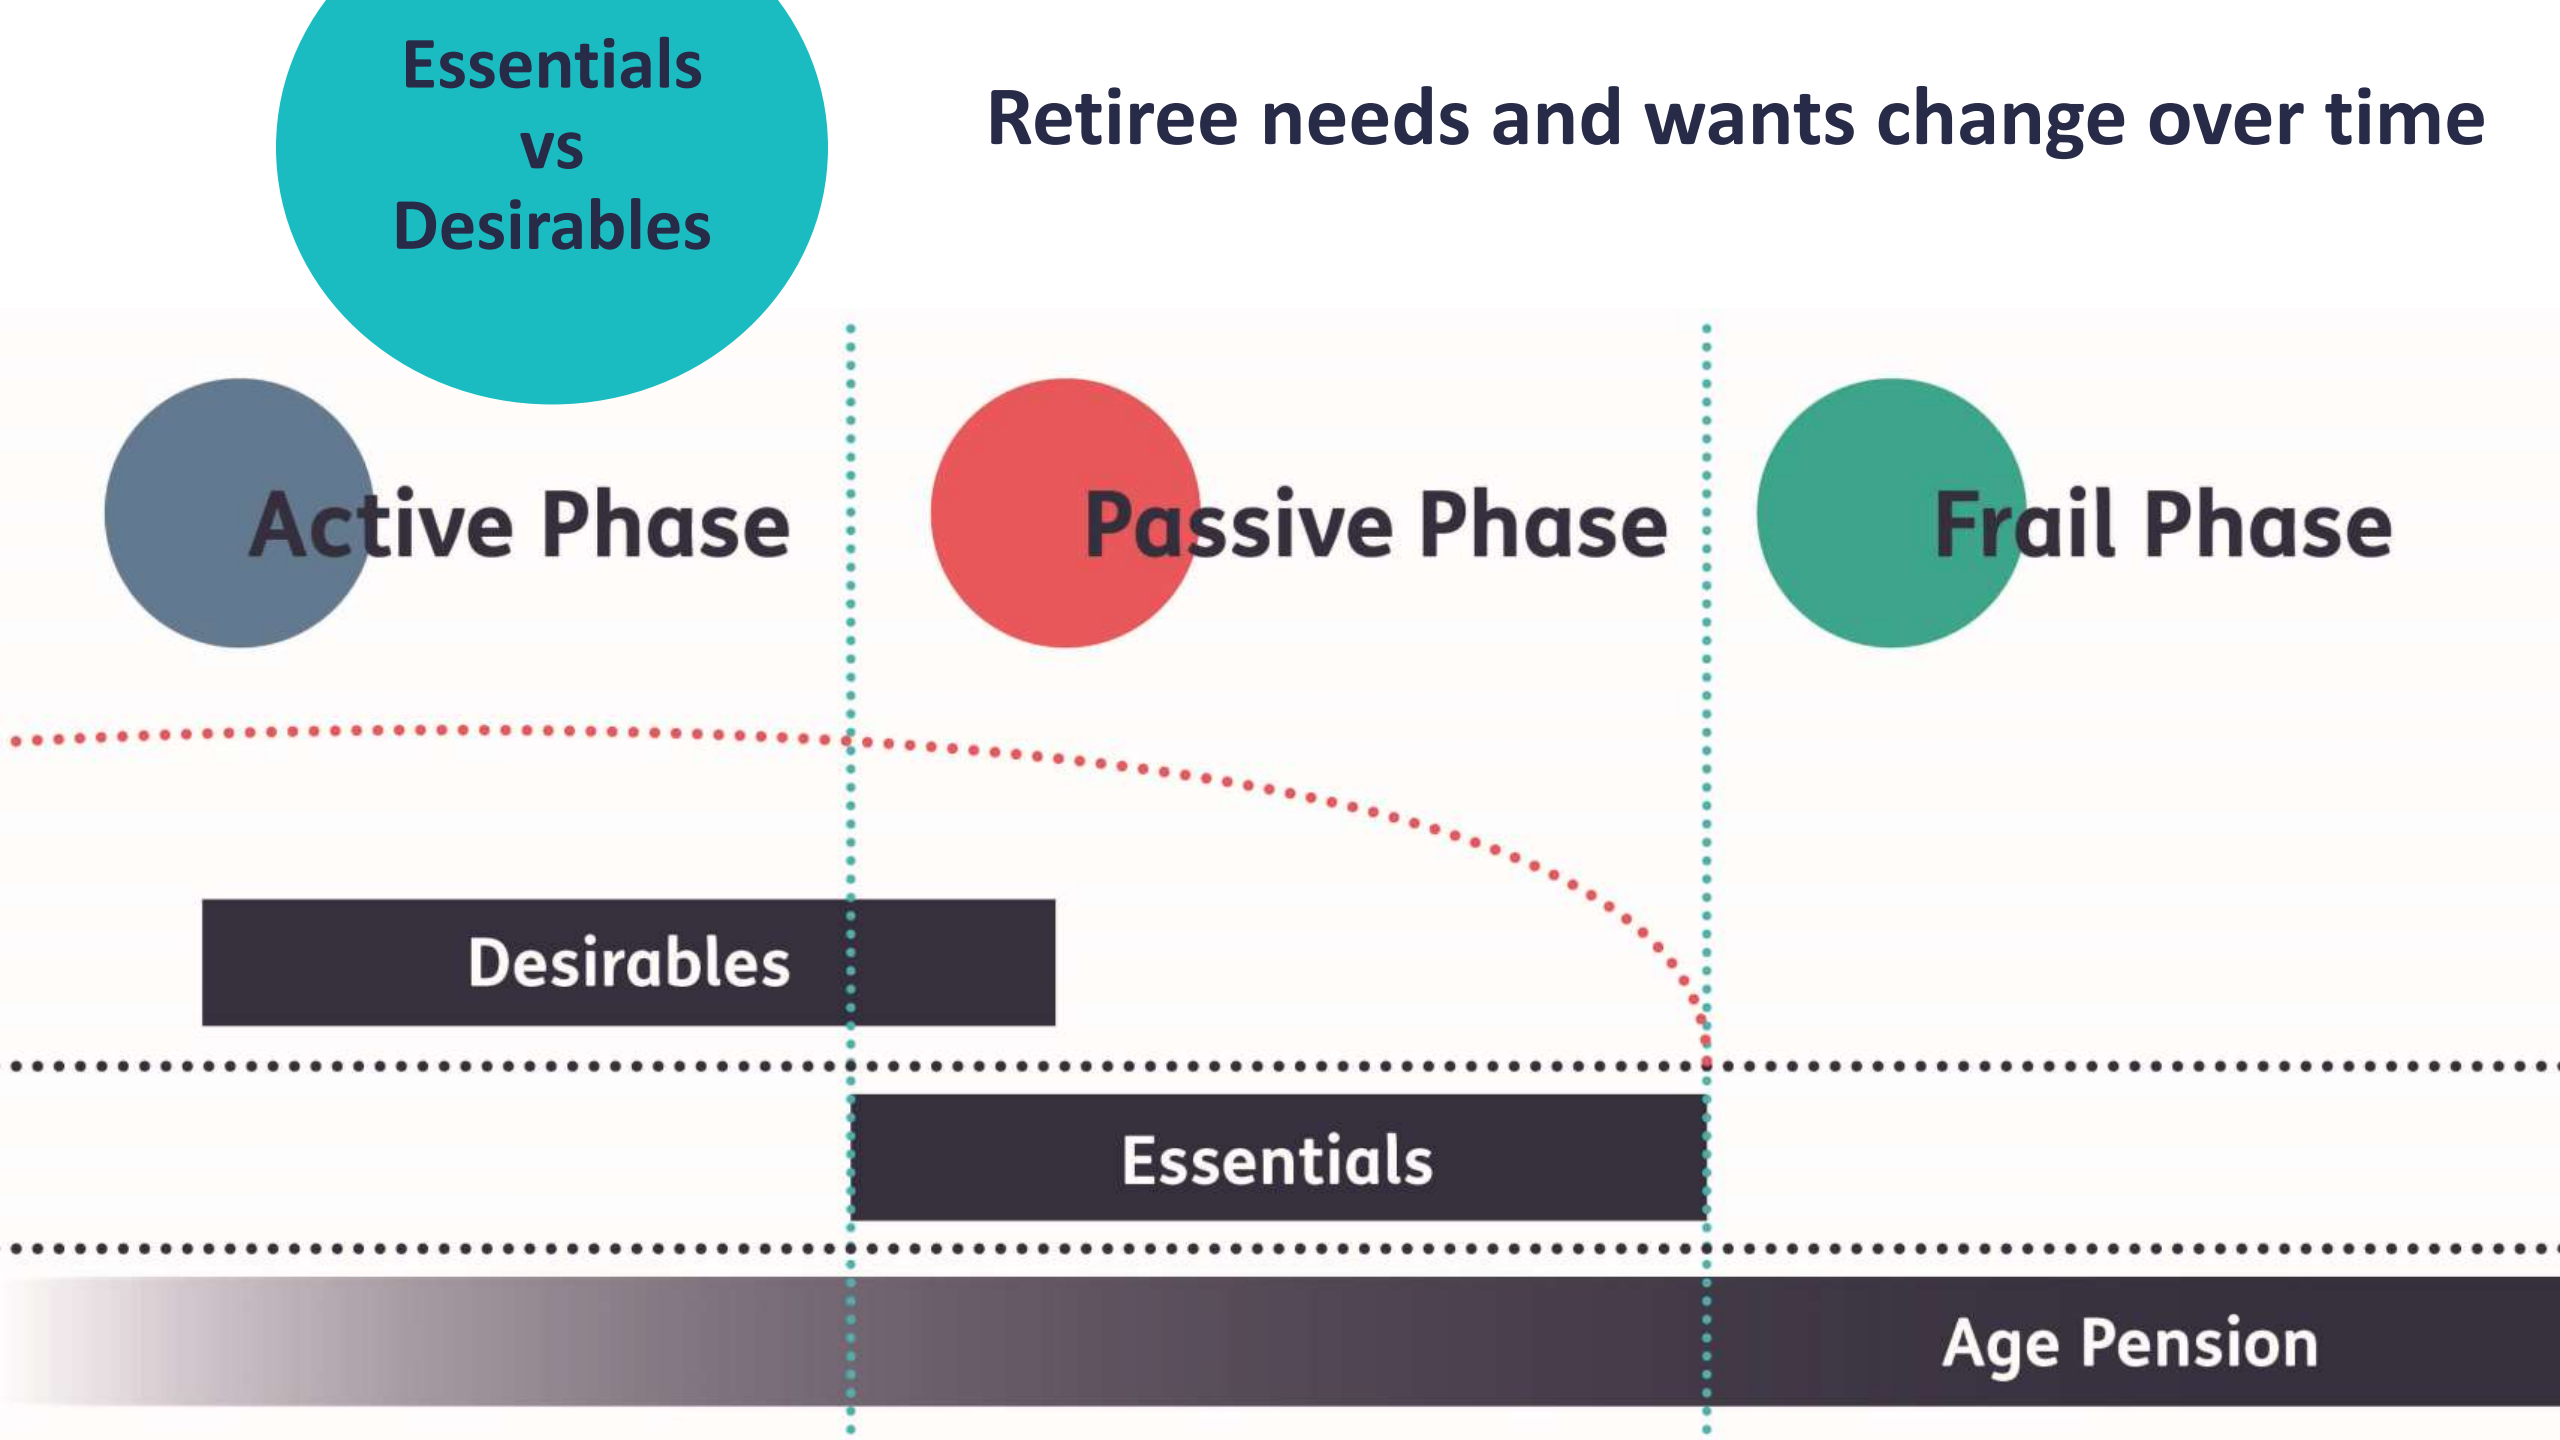 Essentials
vs
Desirables
Retiree needs and wants change over time
Active Phase
Passive Phase
Frail Phase
Desirables
Essentials
Age Pension